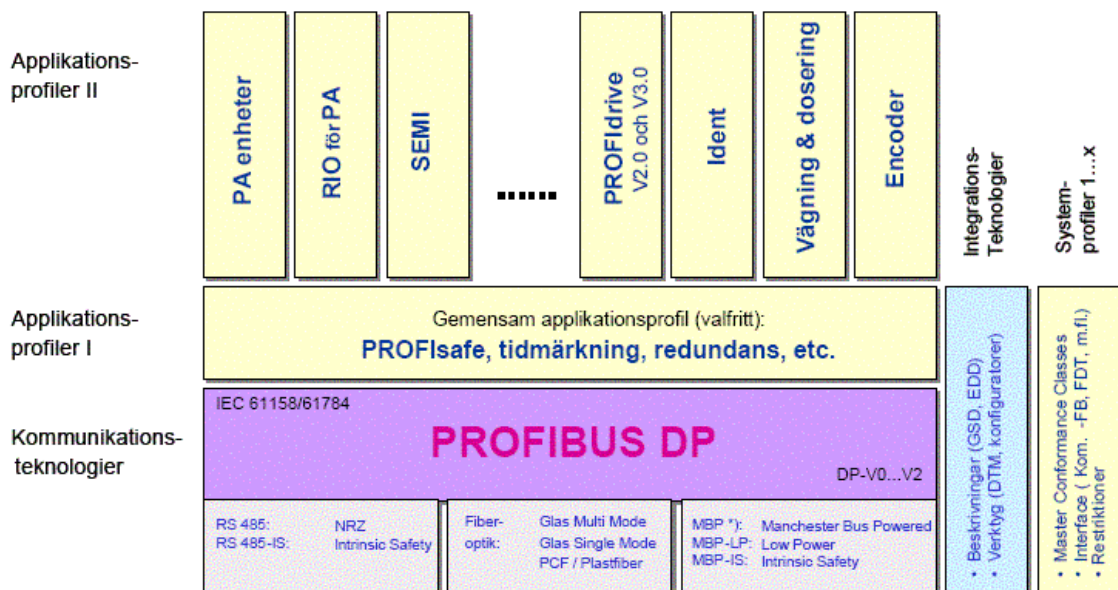 Applikations-
profiler II
PA enheter
RIO för PA
SEMI
......
PROFIdrive
V2.0 och V3.0
Ident
Vägning & dosering
Encoder
Integrations-
Teknologier
System-
profiler 1...x
Applikations-
profiler I
Gemensam applikationsprofil (valfritt):
PROFIsafe, tidmärkning, redundans, etc.
Kommunikations-
teknologier
IEC 61158/61784
PROFIBUS DP
DP-V0...V2
RS 485: NRZ
RS 485-IS: Intrinsic Safety
Fiber- Glas Multi Mode
optik: Glas Single Mode
PCF / Plastfiber
MBP *): Manchester Bus Powered
MBP-LP: Low Power
MBP-IS: Intrinsic Safety
• Beskrivningar (GSD, EDD)
• Verktyg (DTM, konfiguratorer)
• Master Conformance Classes
• Interface ( Kom. -FB, FDT, m.fl.)
• Restriktioner